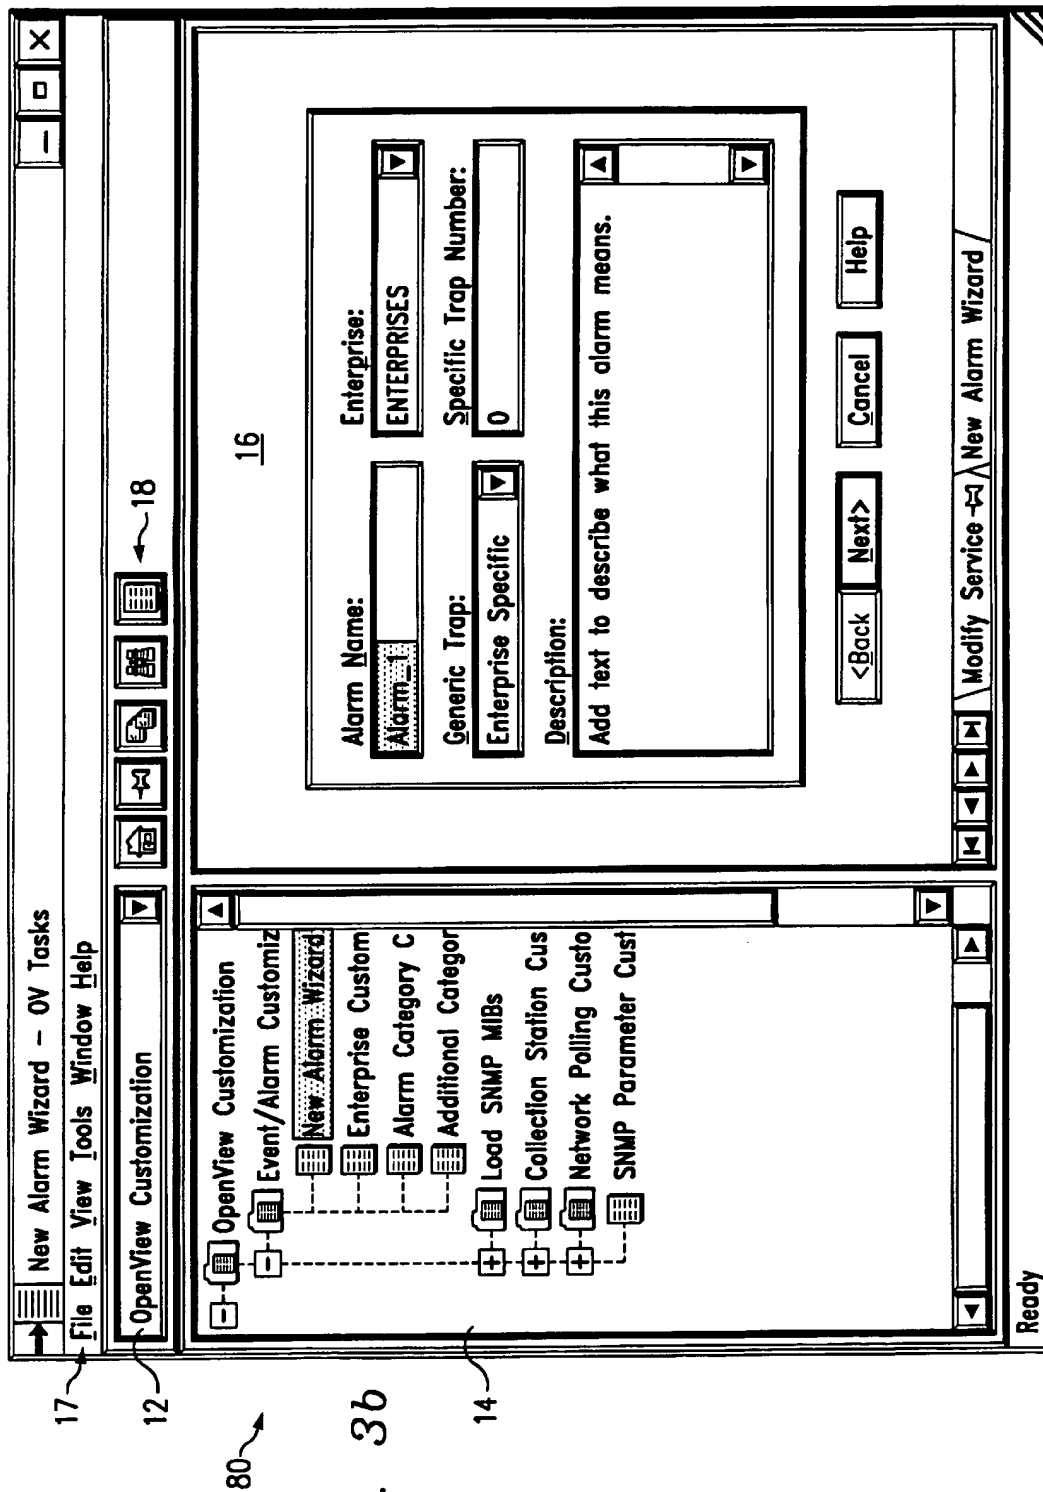 New Alarm Wizard – OV Tasks
File Edit View Tools Window Help
17
12
OpenView Customization
18
80
3b
14
OpenView Customization
Event/Alarm Customiz
New Alarm Wizard
Enterprise Custom
Alarm Category C
Additional Categor
Load SNMP MIBs
Collection Station Cus
Network Polling Custo
SNMP Parameter Cust
16
Alarm Name:
Enterprise:
Alarm_1
ENTERPRISES
Generic Trap:
Specific Trap Number:
Enterprise Specific
0
Description:
Add text to describe what this alarm means.
<Back Next> Cancel Help
Modify Service New Alarm Wizard
Ready